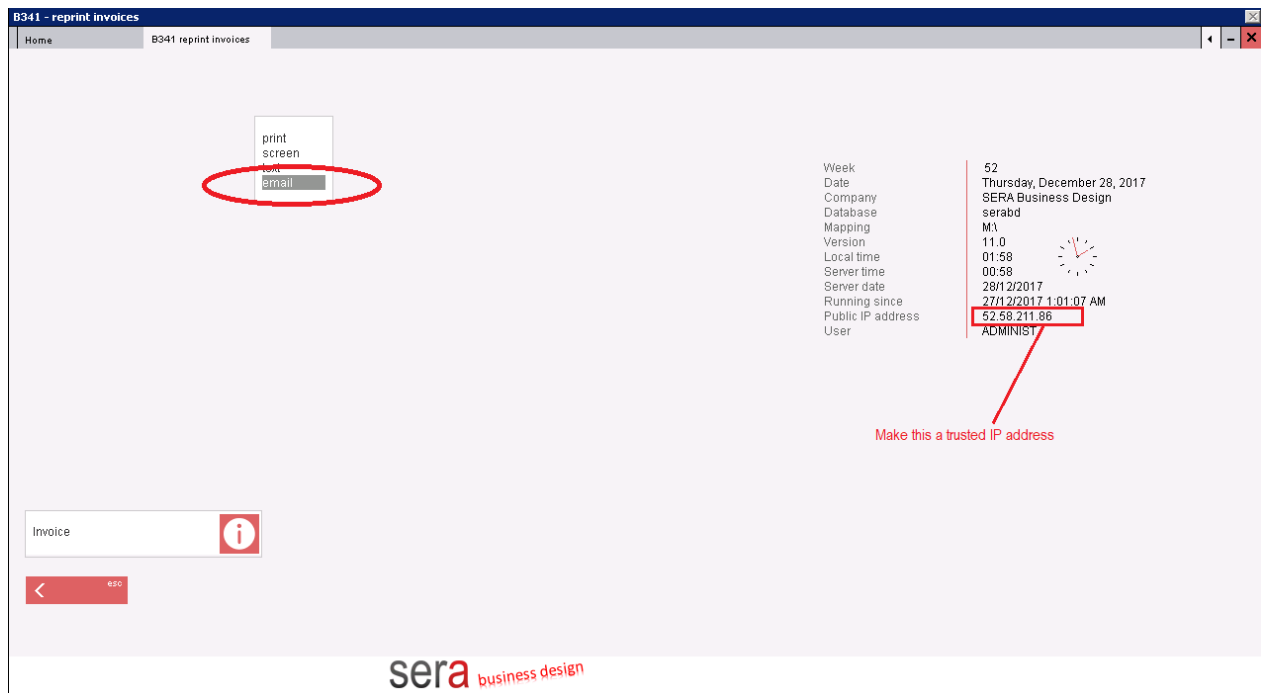 B341 - reprint invoices
Home
B341 reprint invoices
print
screen
text
email
Week 52
Date Thursday, December 28, 2017
Company SERA Business Design
Database serabd
Mapping M:\
Version 11.0
Local time 01:58
Server time 00:58
Server date 28/12/2017
Running since 27/12/2017 1:01:07 AM
Public IP address 52.58.211.86
User ADMINIST
Make this a trusted IP address
Invoice
esc
sera business design